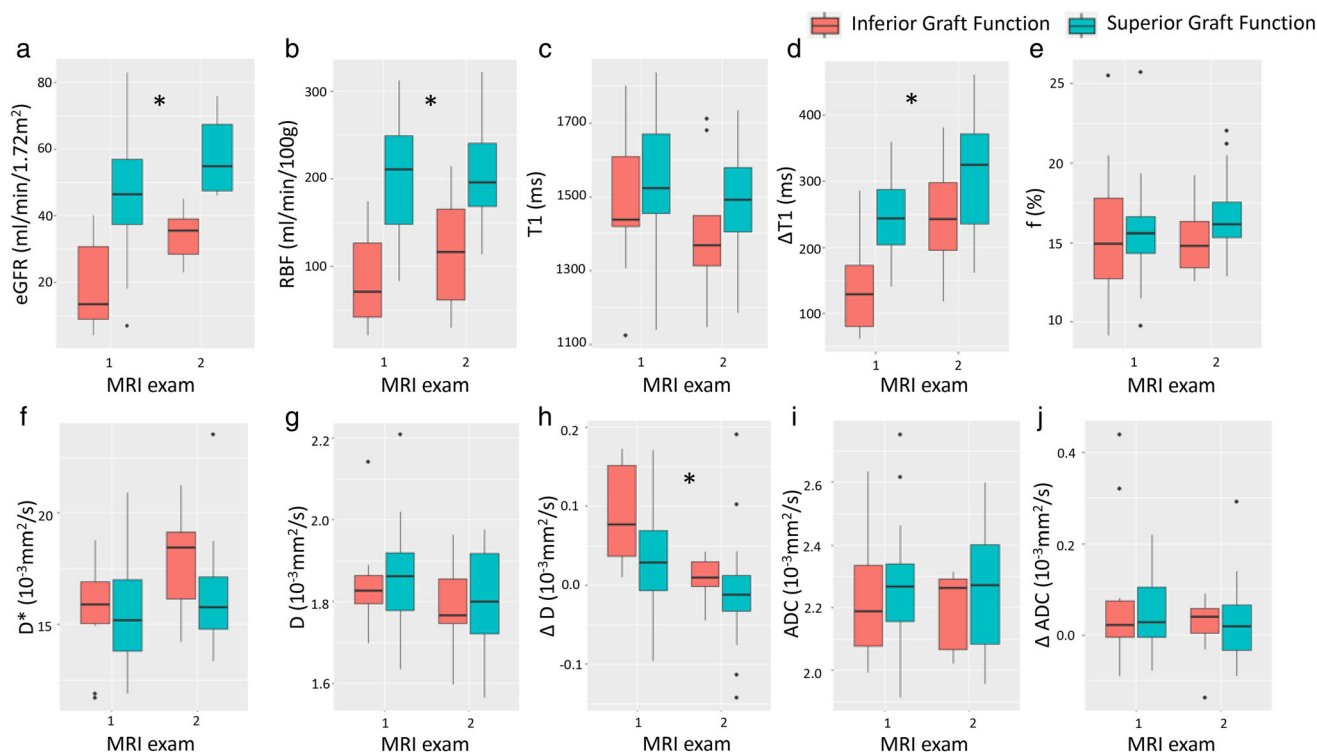 Inferior Graft Function Superior Graft Function
a b c d e
eGFR (ml/min/1.72m²)
80
60
40
20
*
1 2
MRI exam
RBF (ml/min/100g)
300
200
100
*
1 2
MRI exam
T1 (ms)
1700
1500
1300
1100
1 2
MRI exam
ΔT1 (ms)
400
300
200
100
*
1 2
MRI exam
f (%)
25
20
15
10
1 2
MRI exam
f g h i j
D* (10⁻³mm²/s)
20
15
1 2
MRI exam
D (10⁻³mm²/s)
2.2
2.0
1.8
1.6
1 2
MRI exam
Δ D (10⁻³mm²/s)
0.2
0.1
0.0
-0.1
*
1 2
MRI exam
ADC (10⁻³mm²/s)
2.6
2.4
2.2
2.0
1 2
MRI exam
Δ ADC (10⁻³mm²/s)
0.4
0.2
0.0
1 2
MRI exam